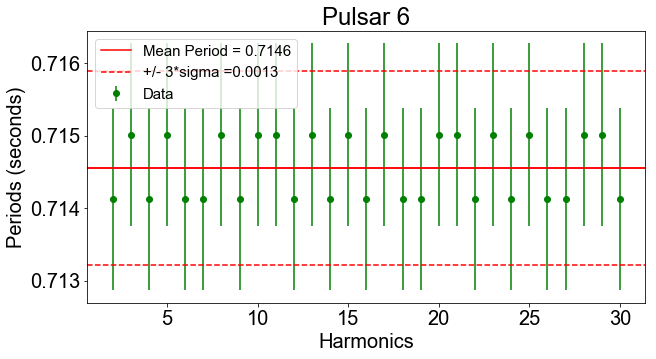 Pulsar 6
Mean Period = 0.7146
+/- 3*sigma =0.0013
Data
Periods (seconds)
0.716
0.715
0.714
0.713
5 10 15 20 25 30
Harmonics